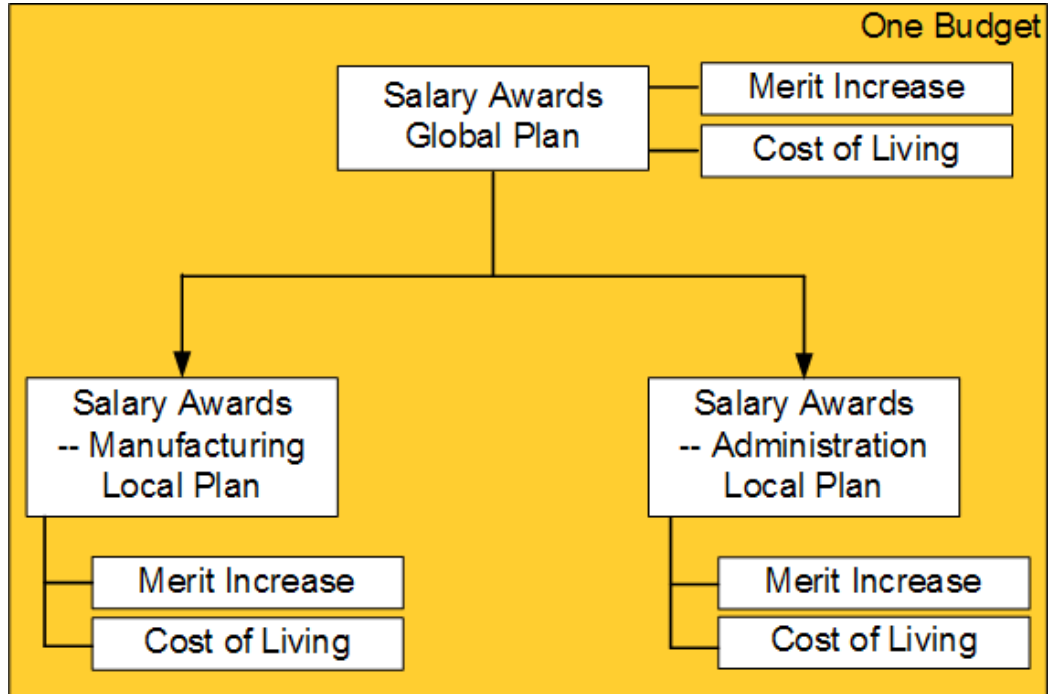 One Budget
Salary Awards
Global Plan
Merit Increase
Cost of Living
Salary Awards
-- Manufacturing
Local Plan
Merit Increase
Cost of Living
Salary Awards
-- Administration
Local Plan
Merit Increase
Cost of Living